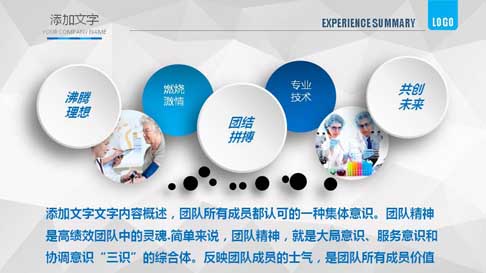 添加文字
YOUR COMPANY NAME
EXPERIENCE SUMMARY
LOGO
沸腾
理想
燃烧
激情
团结
拼搏
专业
技术
共创
未来
添加文字文字内容概述，团队所有成员都认可的一种集体意识。团队精神
是高绩效团队中的灵魂-简单来说，团队精神，就是大局意识、服务意识和
协调意识“三识”的综合体。反映团队成员的士气，是团队所有成员价值